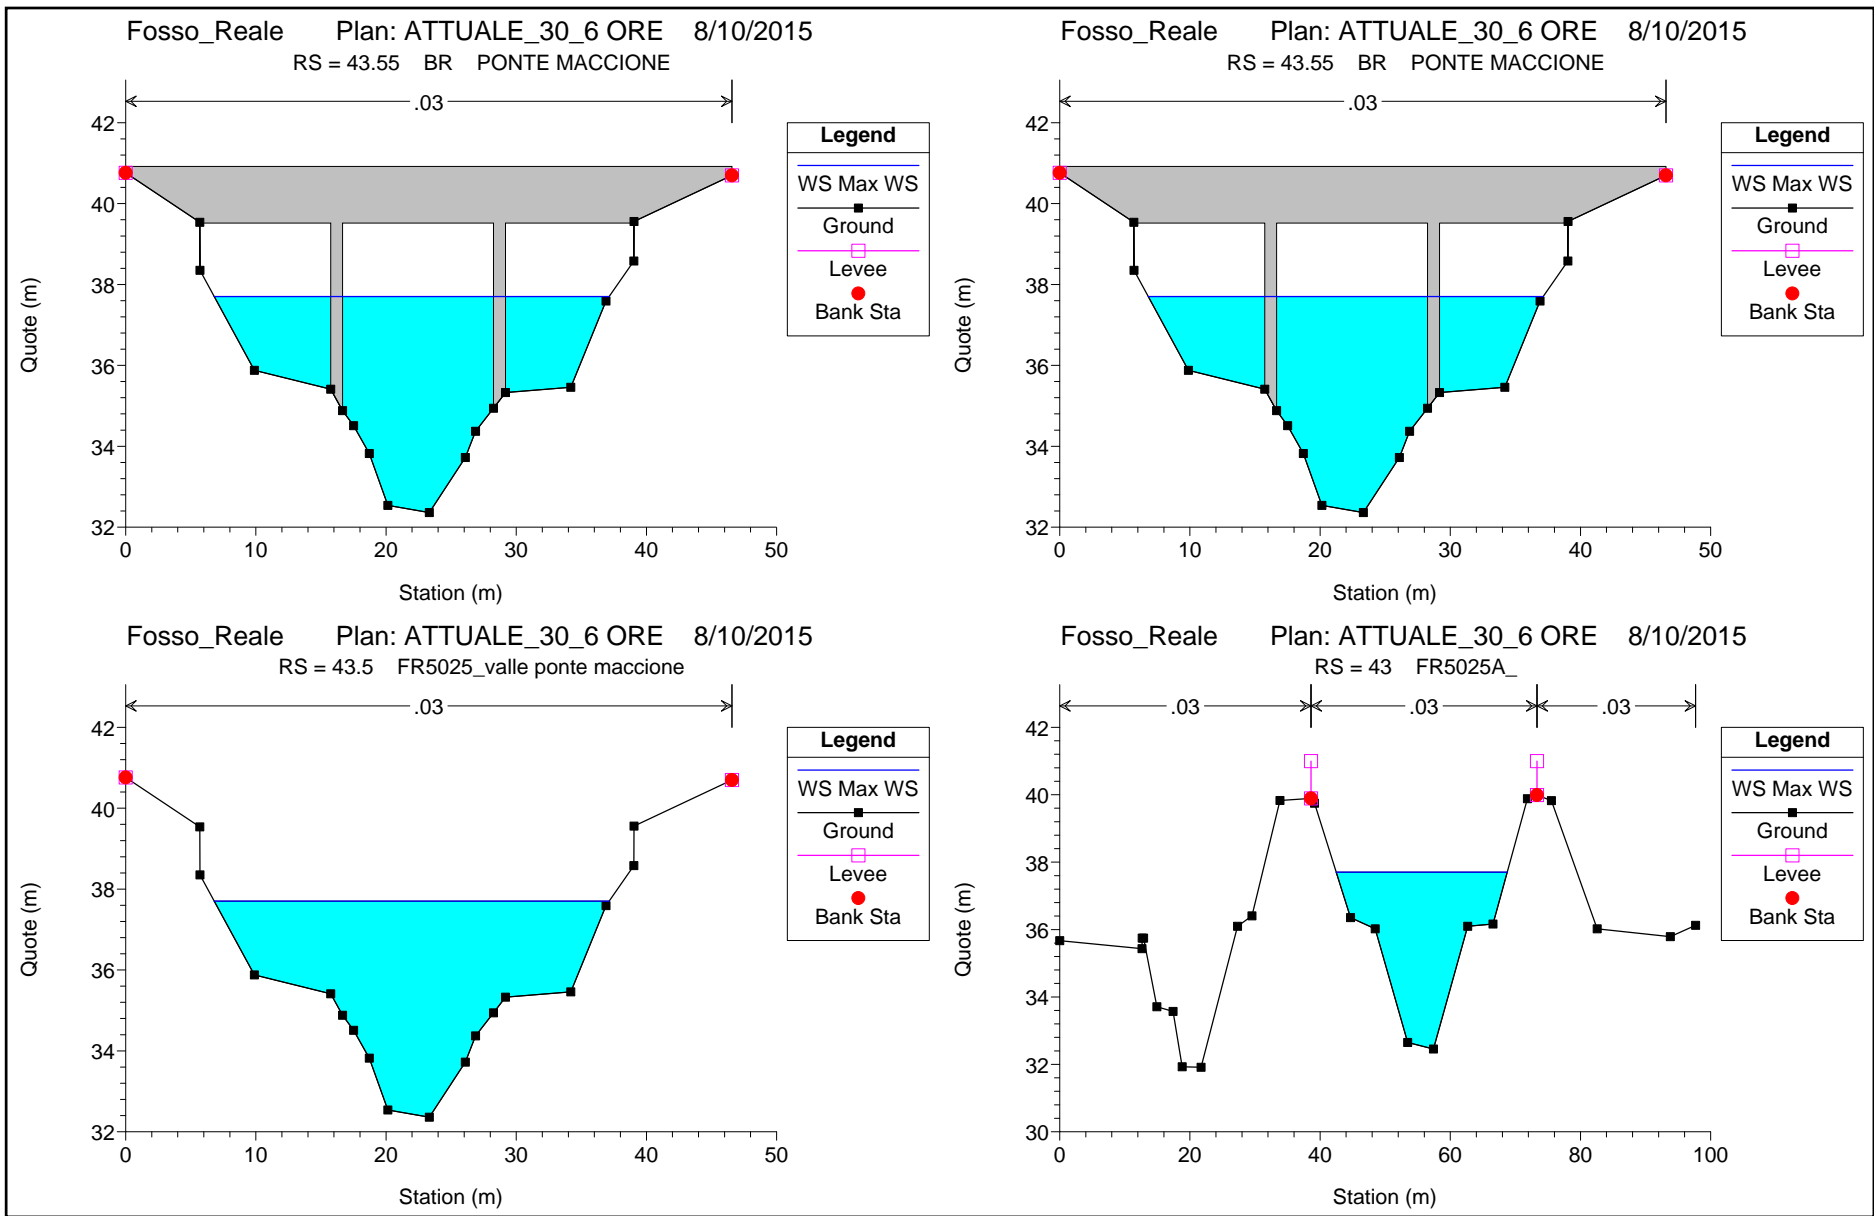 Fosso_Reale Plan: ATTUALE_30_6 ORE 8/10/2015
RS = 43.55 BR PONTE MACCIONE
.03
42
40
38
36
34
32
0 10 20 30 40 50
Quote (m)
Station (m)
Legend
WS Max WS
Ground
Levee
Bank Sta
Fosso_Reale Plan: ATTUALE_30_6 ORE 8/10/2015
RS = 43.55 BR PONTE MACCIONE
.03
42
40
38
36
34
32
0 10 20 30 40 50
Quote (m)
Station (m)
Legend
WS Max WS
Ground
Levee
Bank Sta
Fosso_Reale Plan: ATTUALE_30_6 ORE 8/10/2015
RS = 43.5 FR5025_valle ponte maccione
.03
42
40
38
36
34
32
0 10 20 30 40 50
Quote (m)
Station (m)
Legend
WS Max WS
Ground
Levee
Bank Sta
Fosso_Reale Plan: ATTUALE_30_6 ORE 8/10/2015
RS = 43 FR5025A_
.03 .03 .03
42
40
38
36
34
32
30
0 20 40 60 80 100
Quote (m)
Station (m)
Legend
WS Max WS
Ground
Levee
Bank Sta